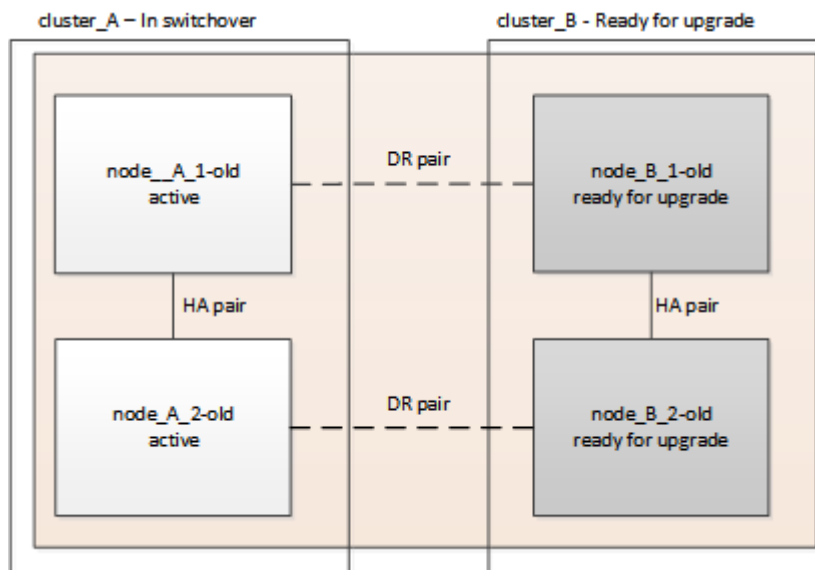 cluster_A – In switchover
cluster_B - Ready for upgrade
node__A_1-old
active
DR pair
node_B_1-old
ready for upgrade
HA pair
HA pair
node_A_2-old
active
DR pair
node_B_2-old
ready for upgrade